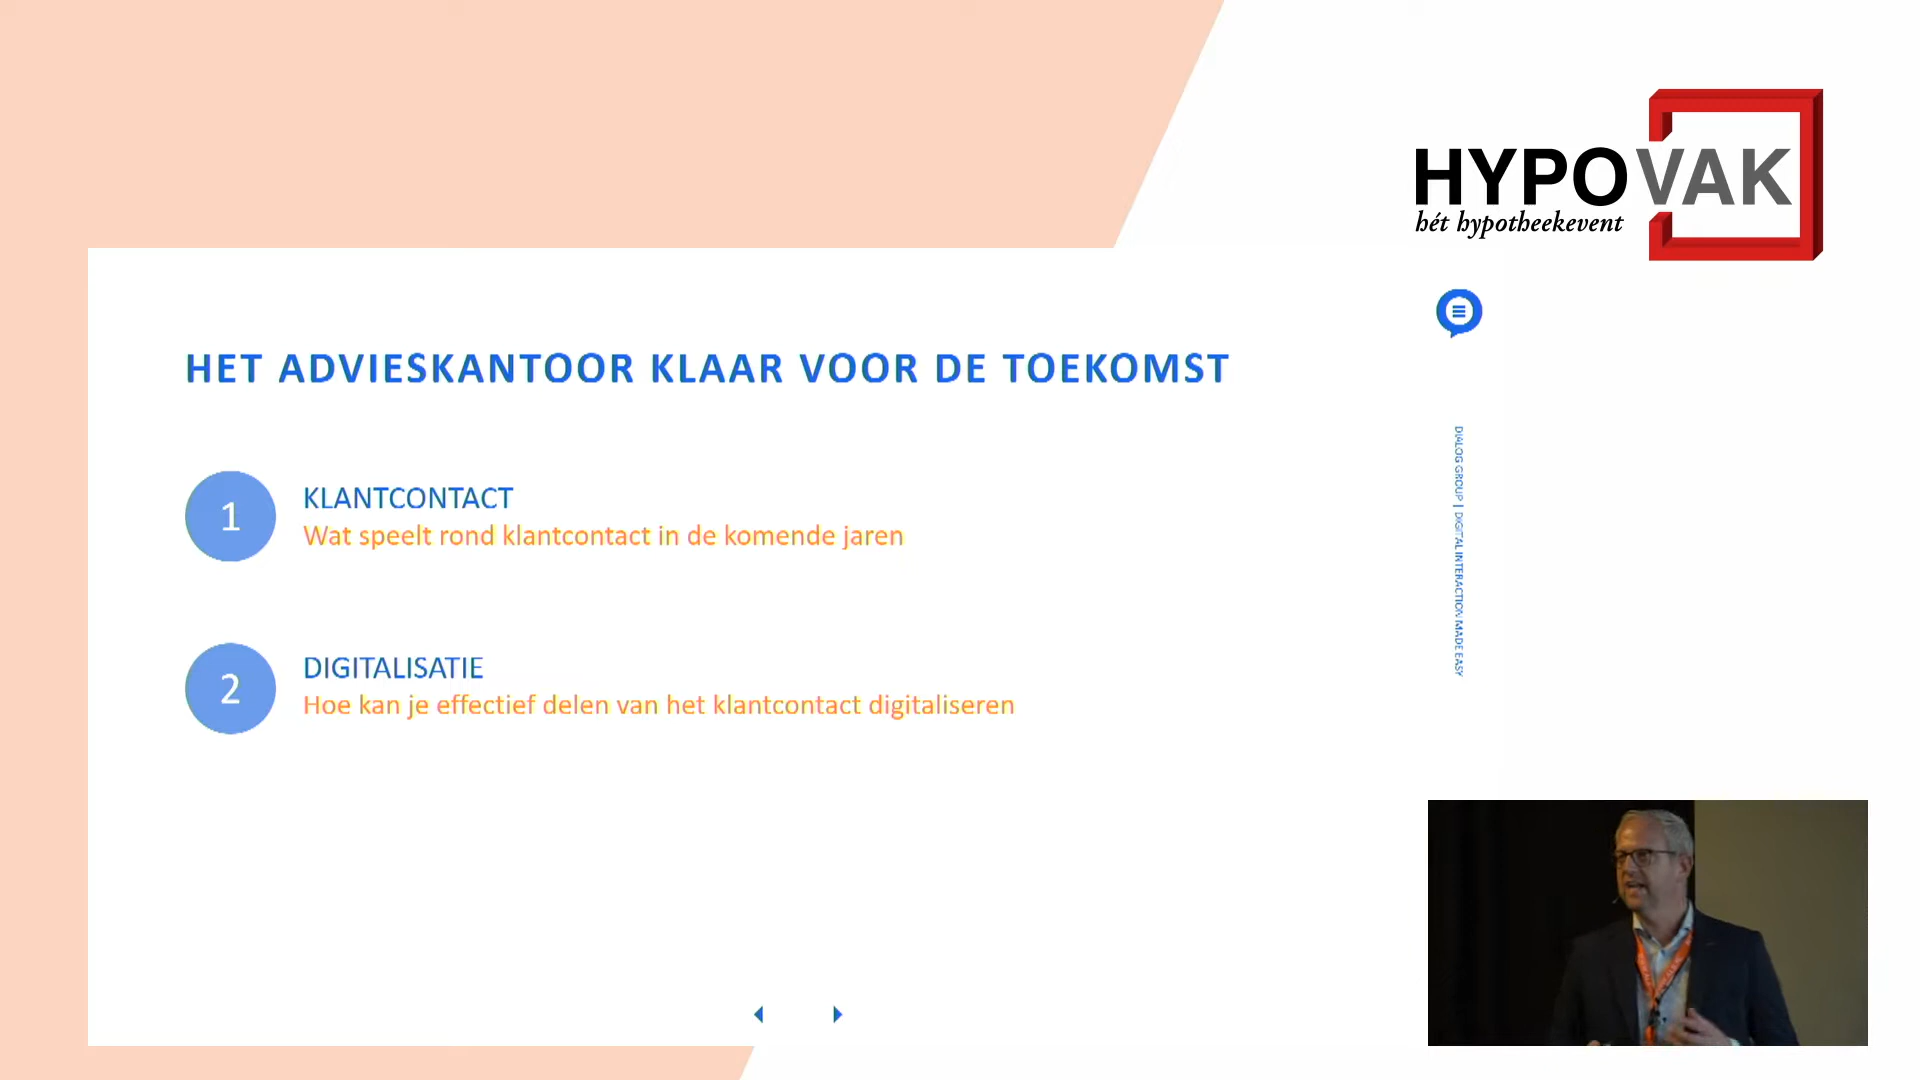 HYPOVAK
hét hypotheekevent
HET ADVIESKANTOOR KLAAR VOOR DE TOEKOMST
1
KLANTCONTACT
Wat speelt rond klantcontact in de komende jaren
2
DIGITALISATIE
Hoe kan je effectief delen van het klantcontact digitaliseren
DIALOG GROUP | DIGITAL INTERACTION MADE EASY